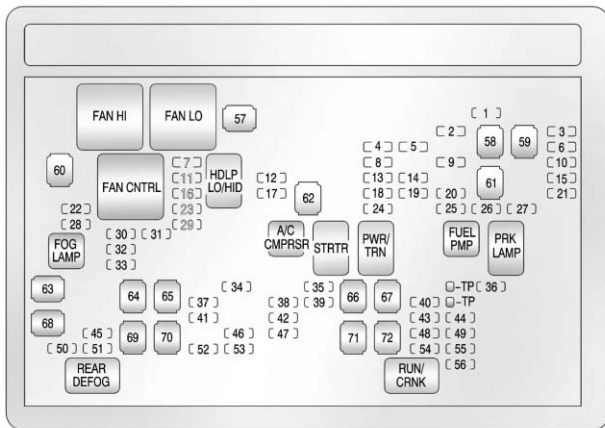 1
FAN HI FAN LO 57
2 58 59 3
4 5 6
60 7 8 9 10
FAN CNTRL 11 HDLP LO/HID 12 13 14 61 15
16 17 62 18 19 20 21
22 23 24 25 26 27
28 29
FOG LAMP 30 31 A/C CMPRSR STRTR PWR/TRN FUEL PMP PRK LAMP
32
33
63 64 65 34 35 66 67 TP 36
37 38 39 40 TP
68 41 42 43 44
45 69 70 46 47 71 72 48 49
50 51 52 53 54 55
REAR DEFOG RUN/CRNK 56